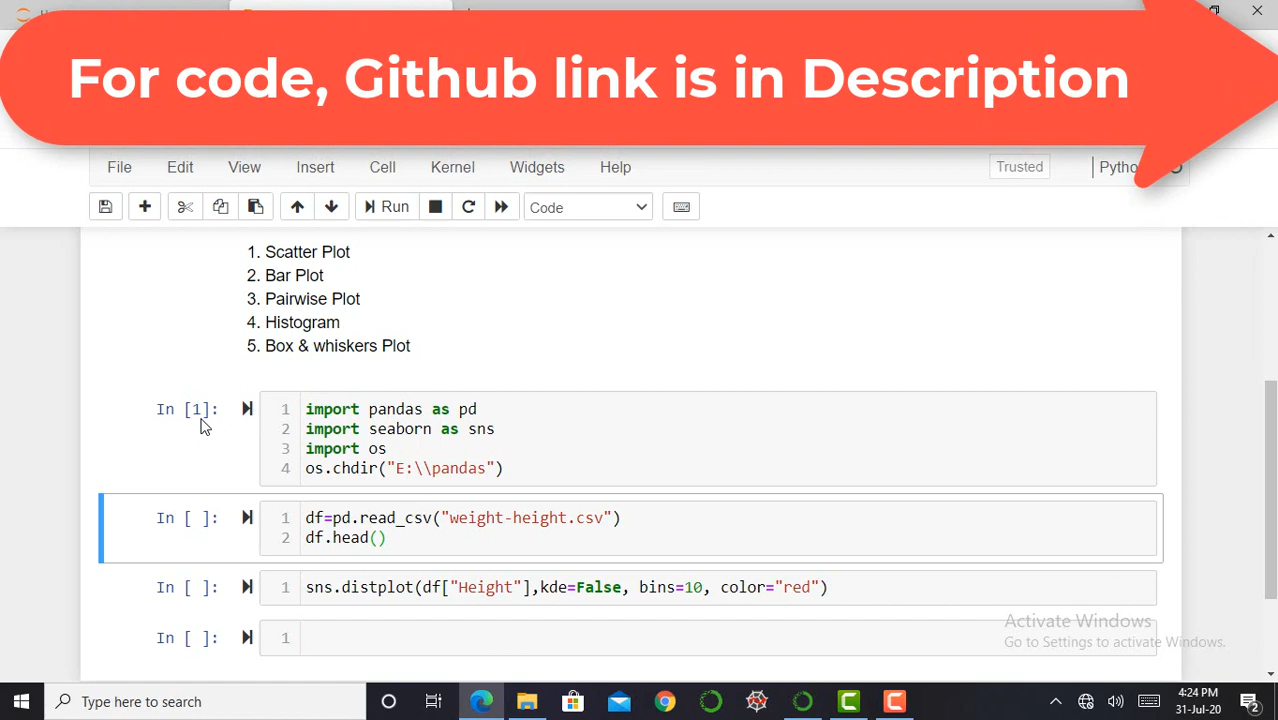 For code, Github link is in Description
File Edit View Insert Cell Kernel Widgets Help Trusted
Run Code
1. Scatter Plot
2. Bar Plot
3. Pairwise Plot
4. Histogram
5. Box & whiskers Plot
In [1]:
1 import pandas as pd
2 import seaborn as sns
3 import os
4 os.chdir("E:\\pandas")
In [ ]:
1 df=pd.read_csv("weight-height.csv")
2 df.head()
In [ ]:
1 sns.distplot(df["Height"],kde=False, bins=10, color="red")
In [ ]:
1
Activate Windows
Go to Settings to activate Windows.
Type here to search
4:24 PM
31-Jul-20
2